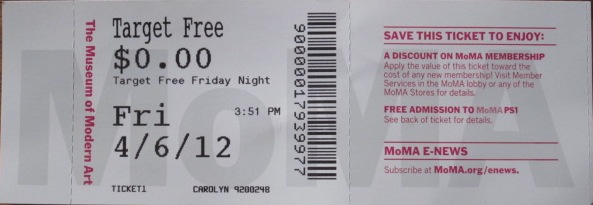 The Museum of Modern Art
Target Free
$0.00
Target Free Friday Night
Fri
3:51 PM
4/6/12
TICKET1 CAROLYN 9200248
9000000179399777
MoMA
SAVE THIS TICKET TO ENJOY:
A DISCOUNT ON MoMA MEMBERSHIP
Apply the value of this ticket toward the
cost of any new membership! Visit Member
Services in the MoMA lobby or any of the
MoMA Stores for details.
FREE ADMISSION TO MoMA PS1
See back of ticket for details.
MoMA E-NEWS
Subscribe at MoMA.org/enews.